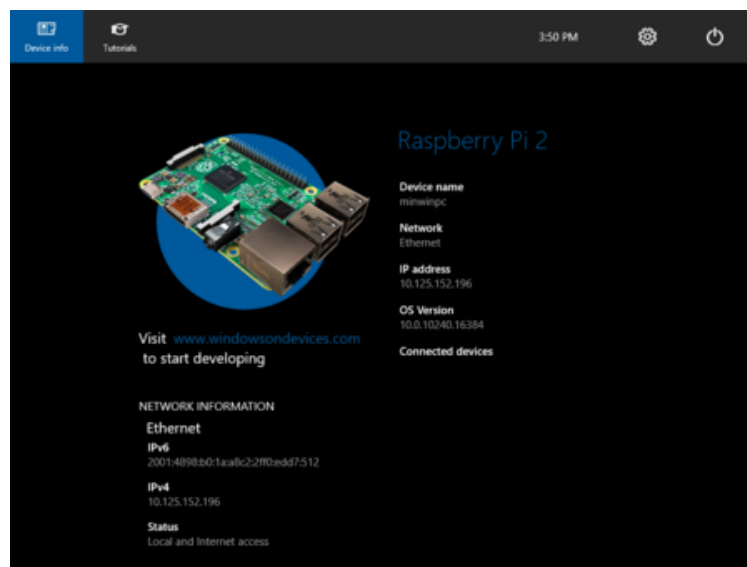 Device info
Tutorials
3:50 PM
Raspberry Pi 2
Device name
minwinpc
Network
Ethernet
IP address
10.125.152.196
OS Version
10.0.10240.16384
Connected devices
Visit www.windowsondevices.com
to start developing
NETWORK INFORMATION
Ethernet
IPv6
2001:4898:b0:1a:a8c2:2ff0:edd7:512
IPv4
10.125.152.196
Status
Local and Internet access